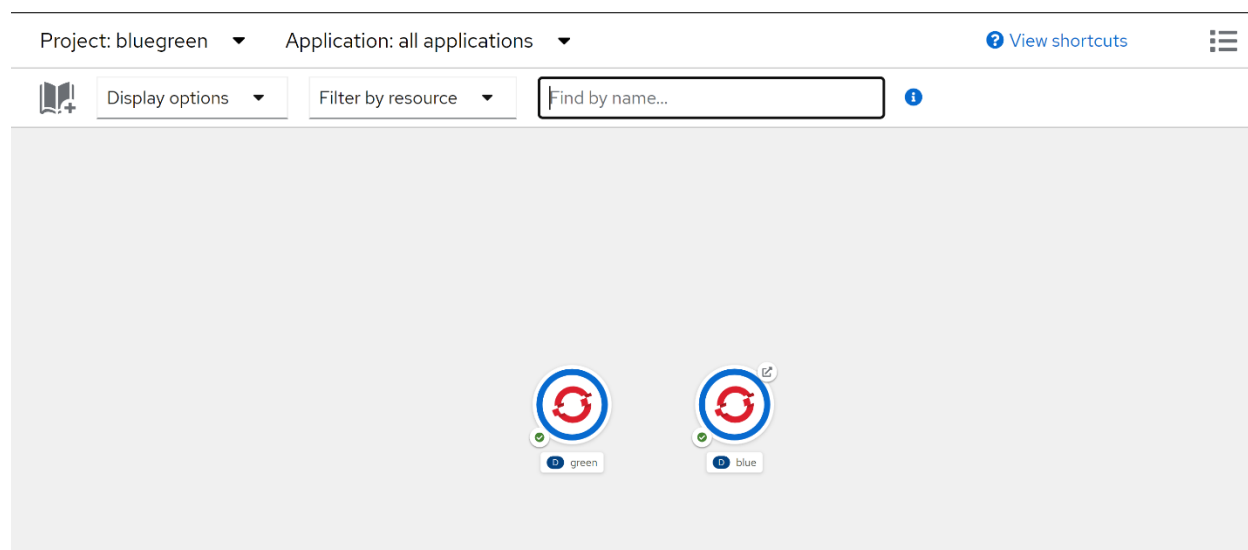 Project: bluegreen Application: all applications View shortcuts
Display options Filter by resource Find by name...
D green D blue